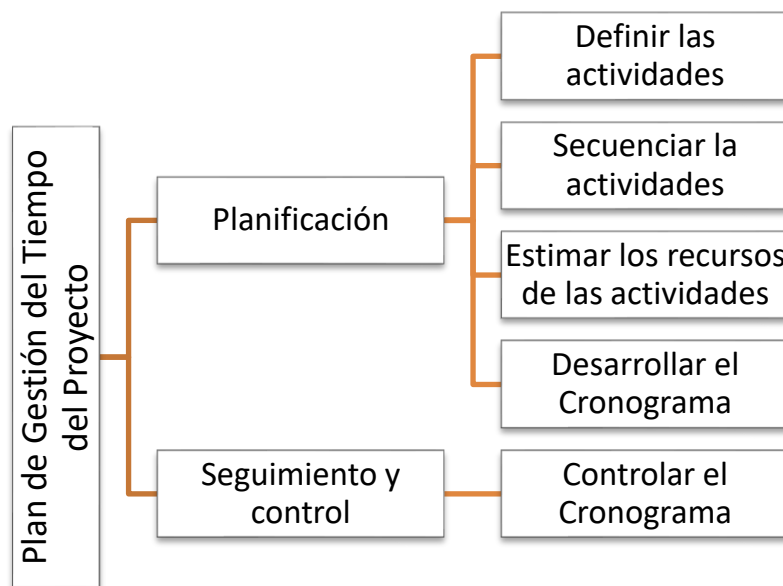 Plan de Gestión del Tiempo
del Proyecto
Planificación
Definir las
actividades
Secuenciar la
actividades
Estimar los recursos
de las actividades
Desarrollar el
Cronograma
Seguimiento y
control
Controlar el
Cronograma